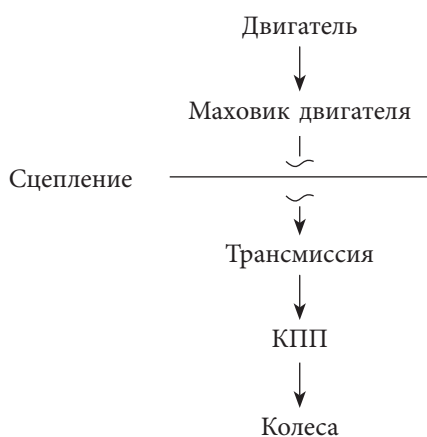 Двигатель
Маховик двигателя
Сцепление
Трансмиссия
КПП
Колеса